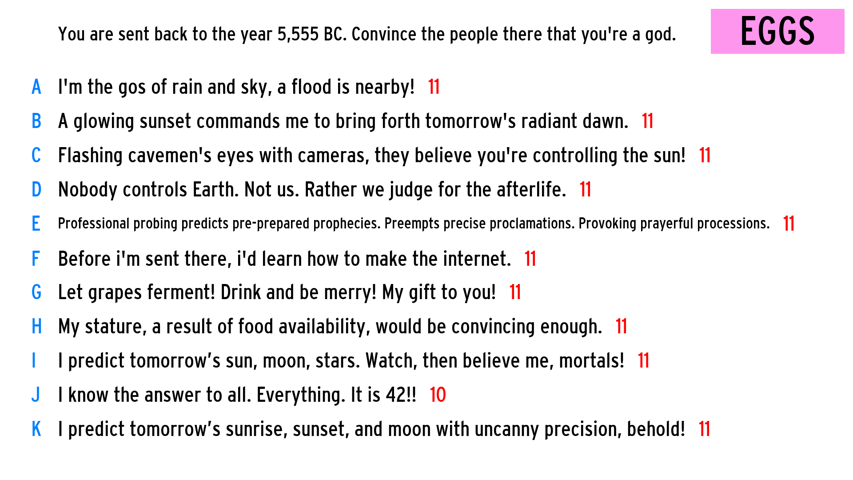 You are sent back to the year 5,555 BC. Convince the people there that you're a god.
EGGS
A I'm the gos of rain and sky, a flood is nearby! 11
B A glowing sunset commands me to bring forth tomorrow's radiant dawn. 11
C Flashing cavemen's eyes with cameras, they believe you're controlling the sun! 11
D Nobody controls Earth. Not us. Rather we judge for the afterlife. 11
E Professional probing predicts pre-prepared prophecies. Preempts precise proclamations. Provoking prayerful processions. 11
F Before i'm sent there, i'd learn how to make the internet. 11
G Let grapes ferment! Drink and be merry! My gift to you! 11
H My stature, a result of food availability, would be convincing enough. 11
I I predict tomorrow’s sun, moon, stars. Watch, then believe me, mortals! 11
J I know the answer to all. Everything. It is 42!! 10
K I predict tomorrow’s sunrise, sunset, and moon with uncanny precision, behold! 11